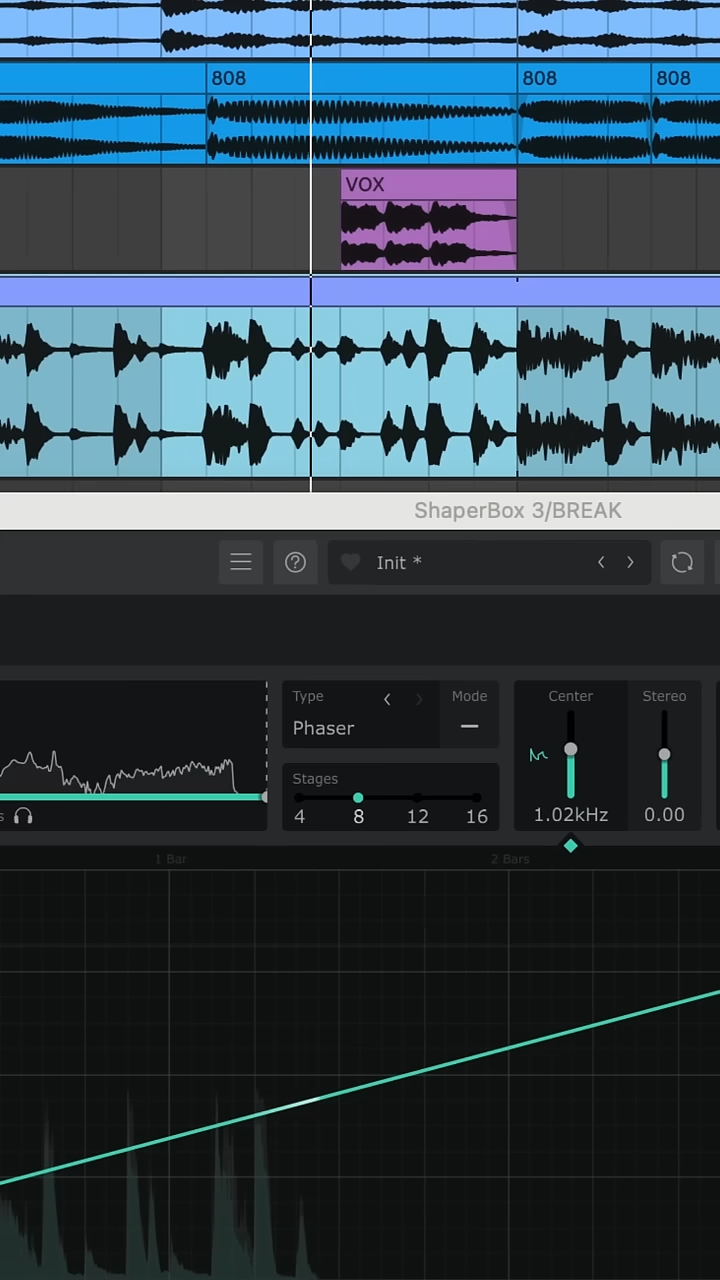 808
808
808
VOX
ShaperBox 3/BREAK
Init *
Type
Mode
Center
Stereo
Phaser
Stages
4
8
12
16
1.02kHz
0.00
1 Bar
2 Bars